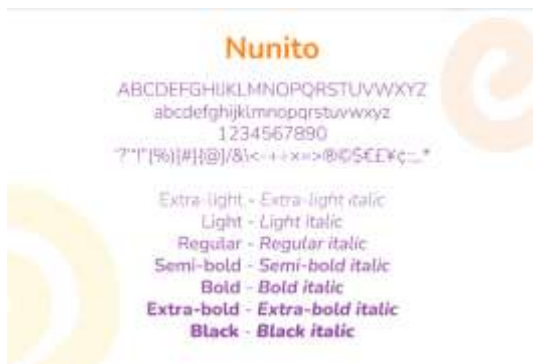 Nunito
ABCDEFGHIJKLMNOPQRSTUVWXYZ
abcdefghijklmnopqrstuvwxyz
1234567890
‘?’“!”(%)[#]{@}/&\<-+÷×=>®©$€£¥¢:;,.*
Extra-light - Extra-light italic
Light - Light italic
Regular - Regular italic
Semi-bold - Semi-bold italic
Bold - Bold italic
Extra-bold - Extra-bold italic
Black - Black italic